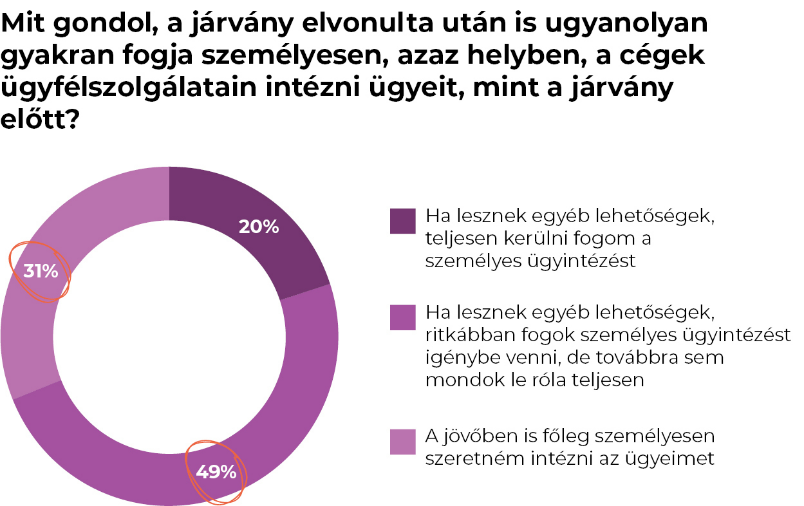 Mit gondol, a járvány elvonulta után is ugyanolyan
gyakran fogja személyesen, azaz helyben, a cégek
ügyfélszolgálatain intézni ügyeit, mint a járvány
előtt?
20%
31%
49%
Ha lesznek egyéb lehetőségek,
teljesen kerülni fogom a
személyes ügyintézést
Ha lesznek egyéb lehetőségek,
ritkábban fogok személyes ügyintézést
igénybe venni, de továbbra sem
mondok le róla teljesen
A jövőben is főleg személyesen
szeretném intézni az ügyeimet